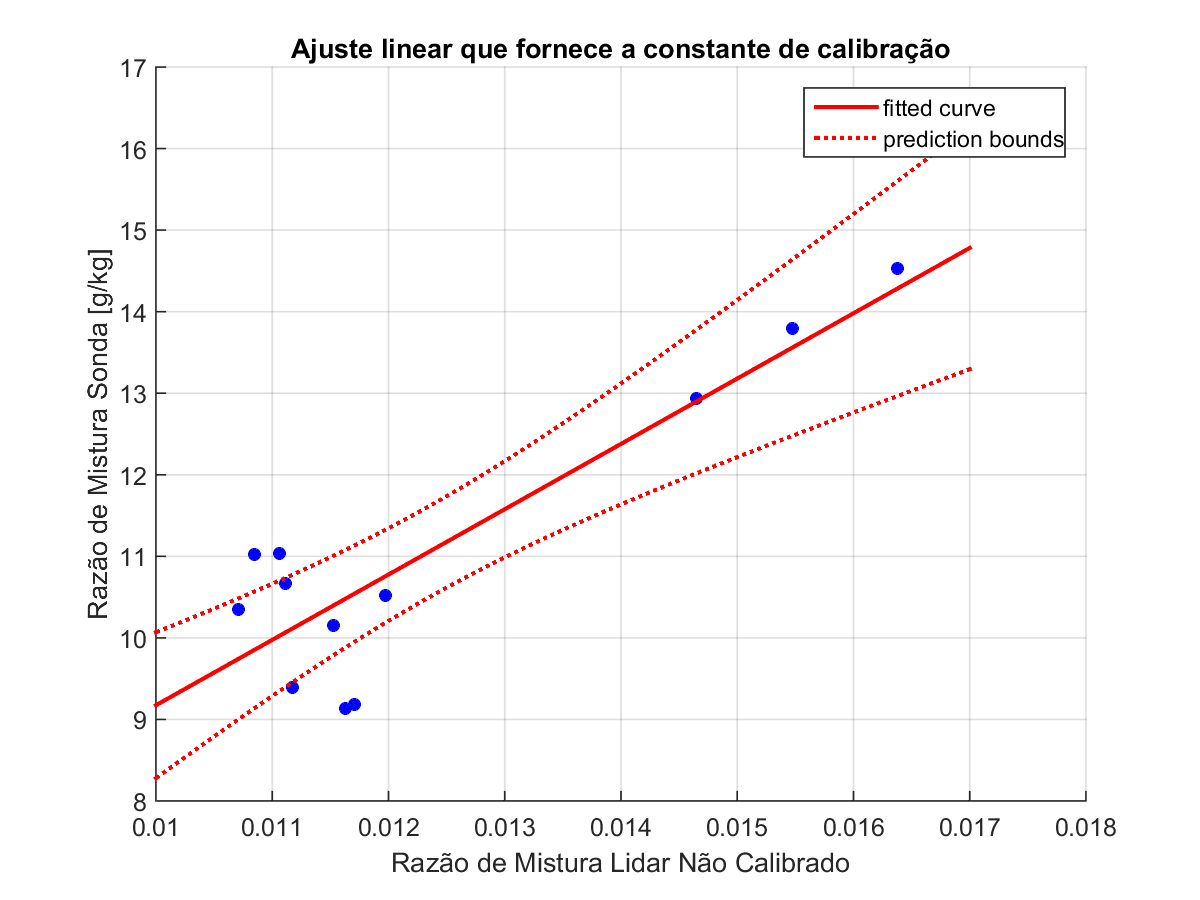 Ajuste linear que fornece a constante de calibração
fitted curve
prediction bounds
17
16
15
14
13
12
11
10
9
8
Razão de Mistura Sonda [g/kg]
0.01 0.011 0.012 0.013 0.014 0.015 0.016 0.017 0.018
Razão de Mistura Lidar Não Calibrado